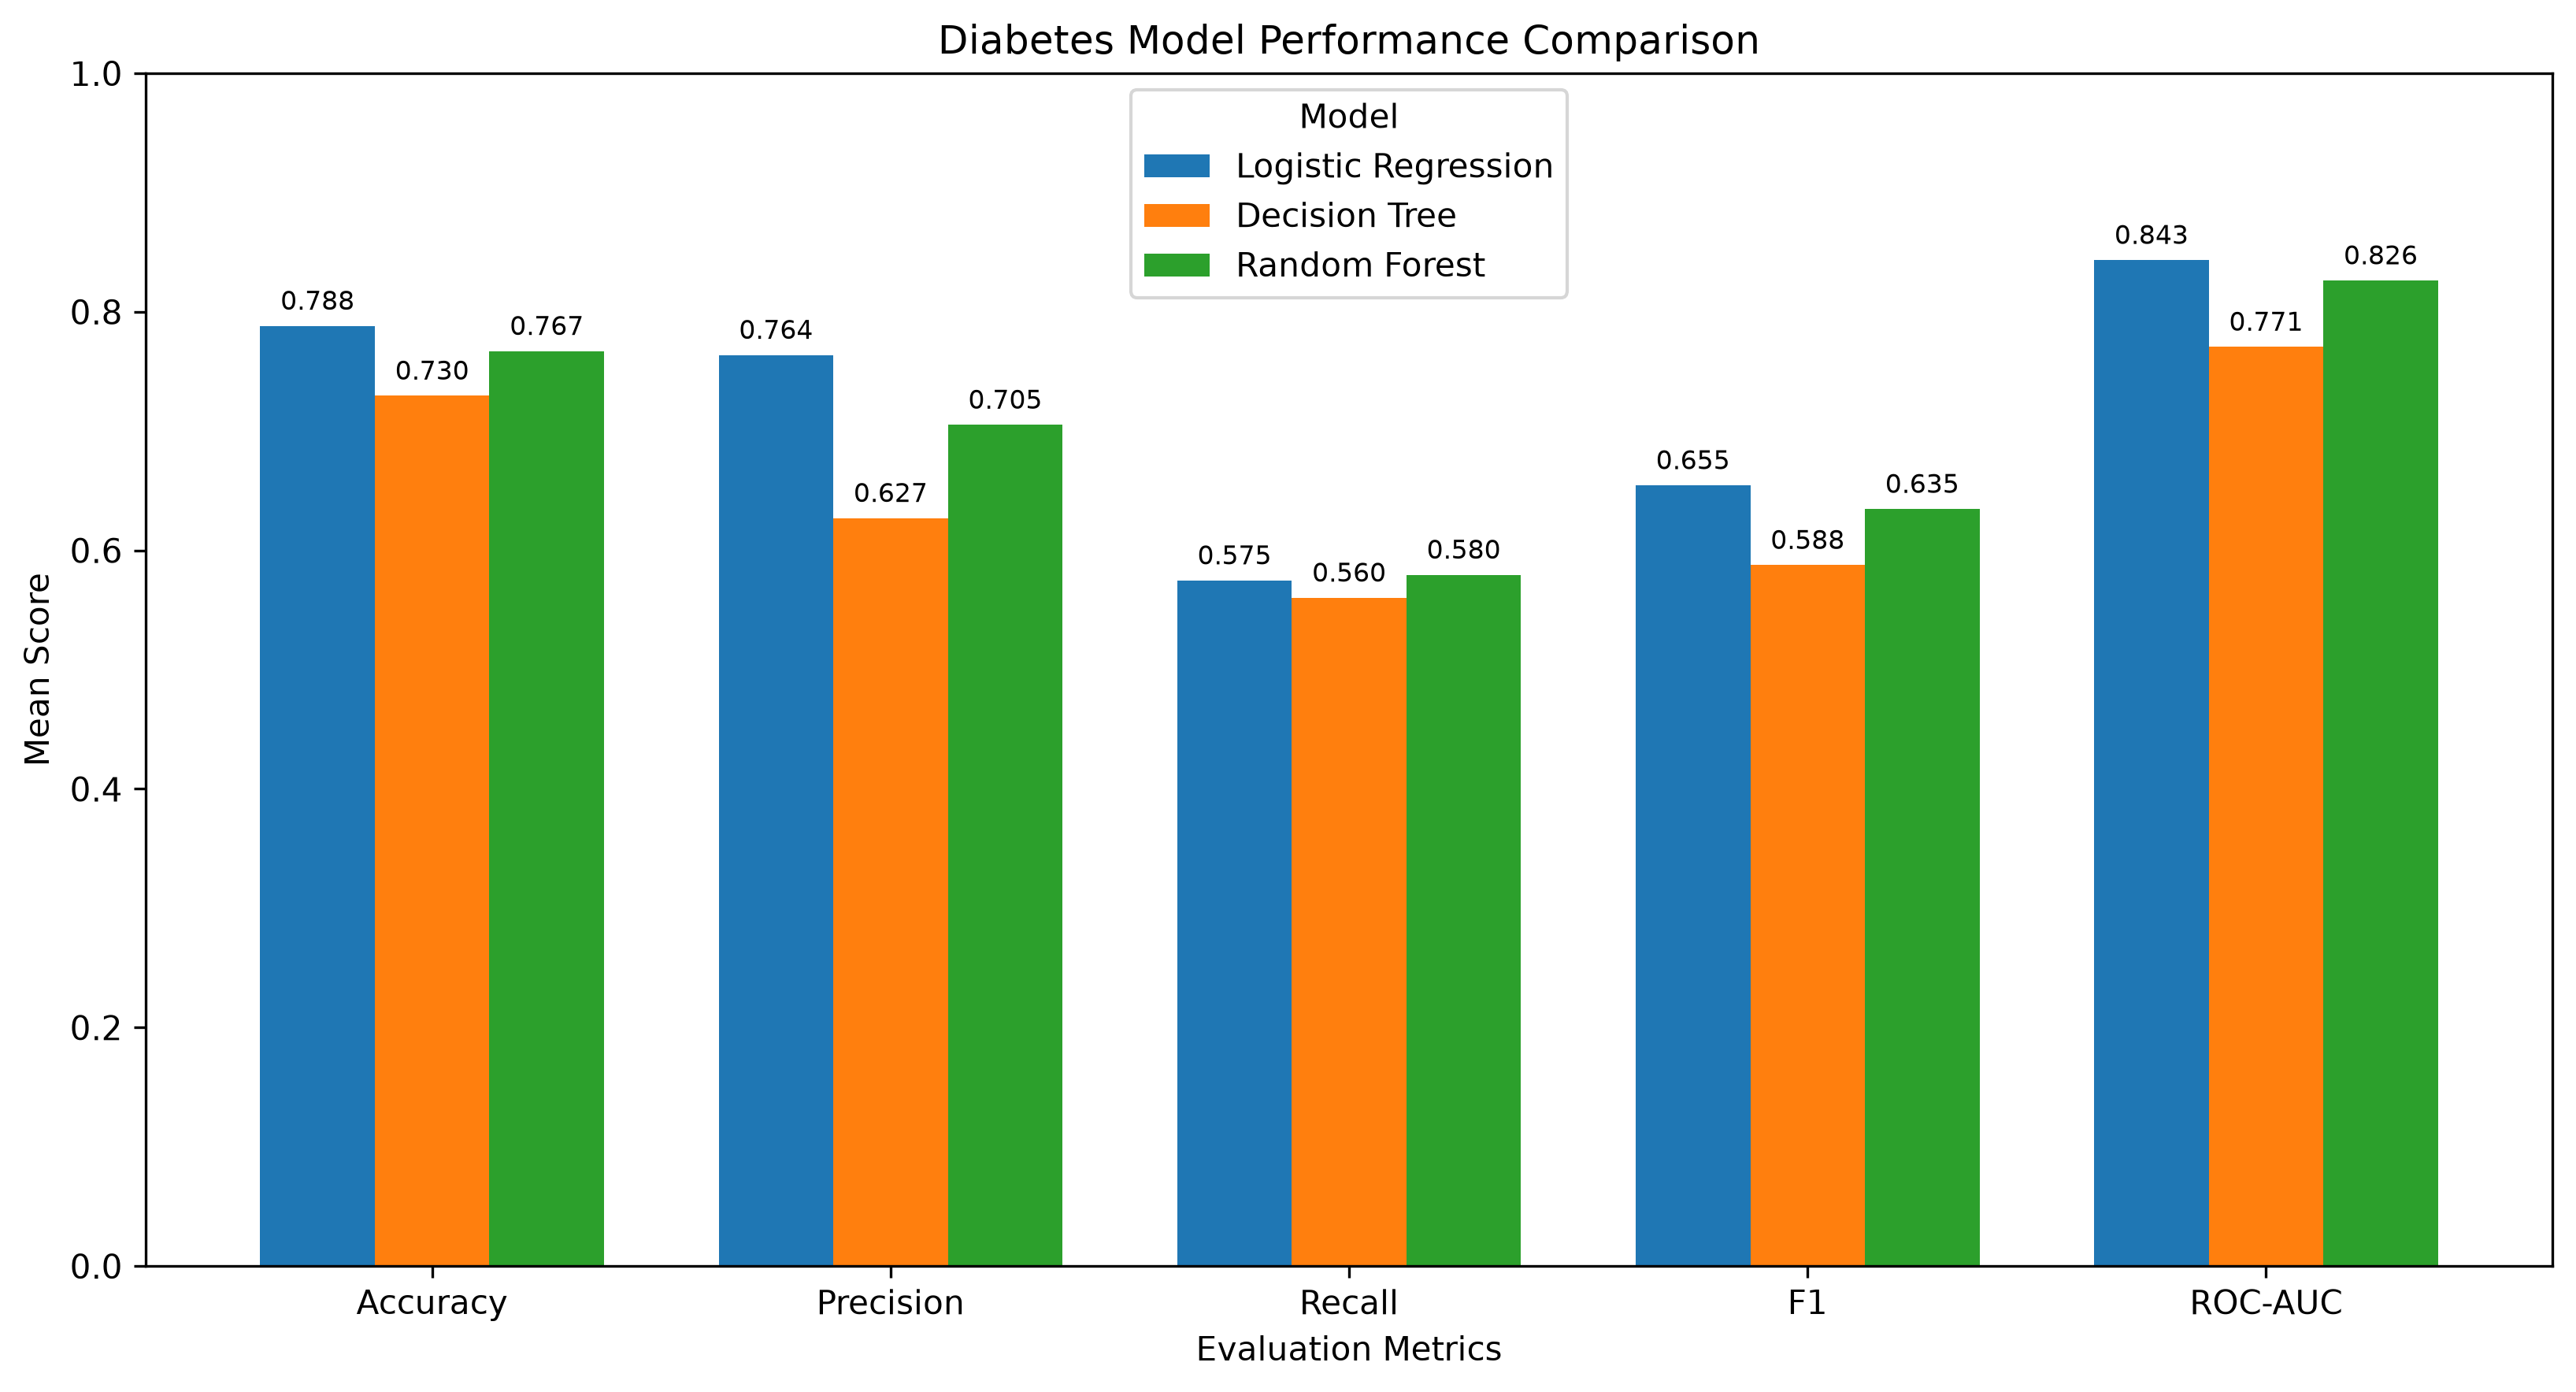 Diabetes Model Performance Comparison
Model
Logistic Regression
Decision Tree
Random Forest
Mean Score
1.0
0.8
0.6
0.4
0.2
0.0
0.788
0.730
0.767
0.764
0.627
0.705
0.575
0.560
0.580
0.655
0.588
0.635
0.843
0.771
0.826
Accuracy
Precision
Recall
F1
ROC-AUC
Evaluation Metrics